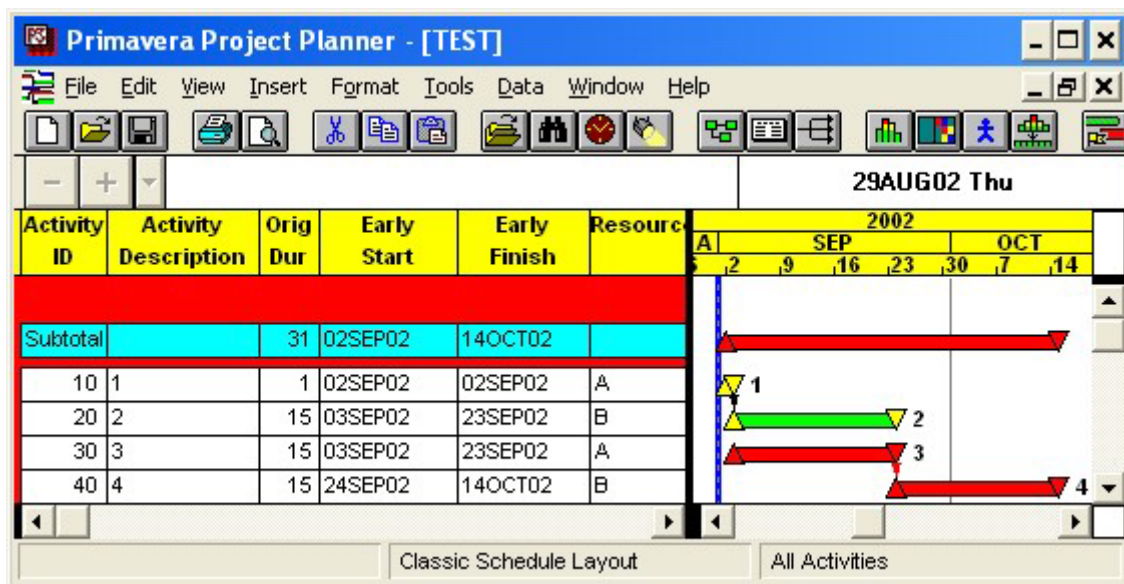 Primavera Project Planner - [TEST]
File Edit View Insert Format Tools Data Window Help
29AUG02 Thu
Activity ID Activity Description Orig Dur Early Start Early Finish Resource
2002
A SEP OCT
2 9 16 23 30 7 14
Subtotal 31 02SEP02 14OCT02
10 1 1 02SEP02 02SEP02 A 1
20 2 15 03SEP02 23SEP02 B 2
30 3 15 03SEP02 23SEP02 A 3
40 4 15 24SEP02 14OCT02 B 4
Classic Schedule Layout All Activities